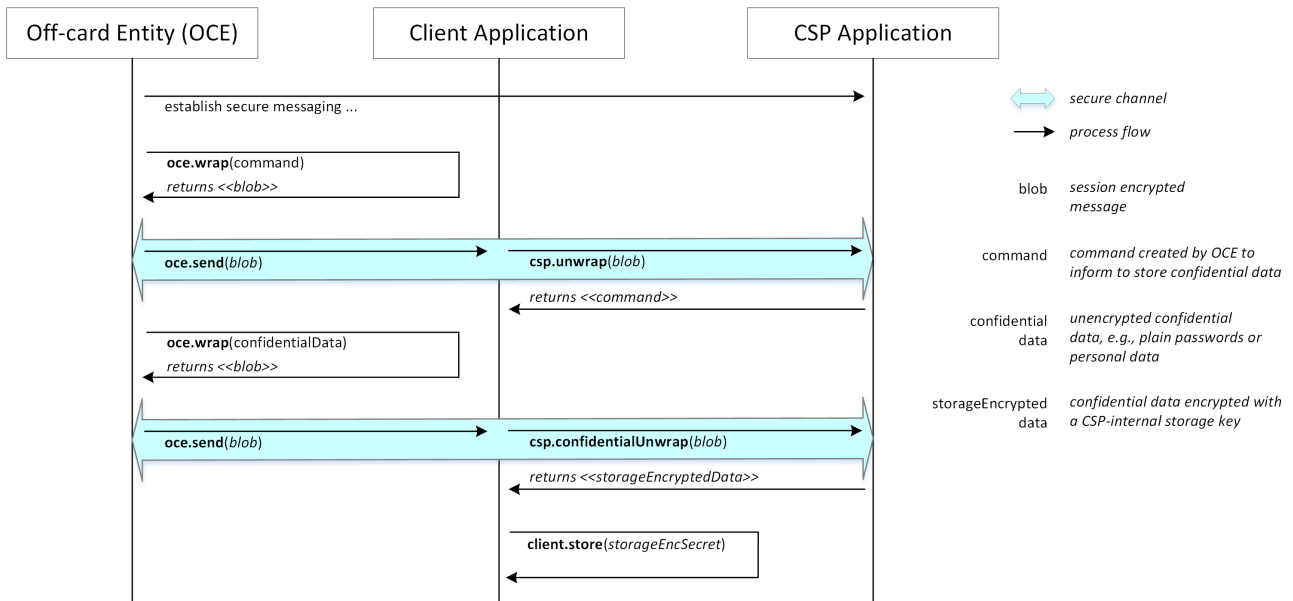 Off-card Entity (OCE)
Client Application
CSP Application
establish secure messaging ...
oce.wrap(command)
returns <<blob>>
oce.send(blob)
csp.unwrap(blob)
returns <<command>>
oce.wrap(confidentialData)
returns <<blob>>
oce.send(blob)
csp.confidentialUnwrap(blob)
returns <<storageEncryptedData>>
client.store(storageEncSecret)
secure channel
process flow
blob
session encrypted
message
command
command created by OCE to
inform to store confidential data
confidential
data
unencrypted confidential
data, e.g., plain passwords or
personal data
storageEncrypted
data
confidential data encrypted with
a CSP-internal storage key